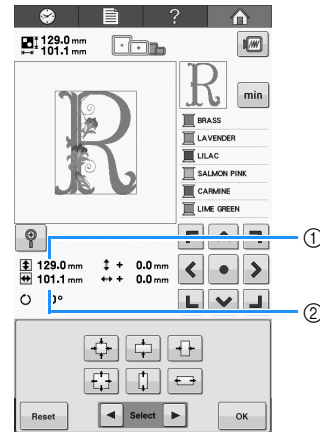 ?
129.0 mm
101.1 mm
min
R
R
BRASS
LAVENDER
LILAC
SALMON PINK
CARMINE
LIME GREEN
①
129.0 mm + 0.0 mm
101.1 mm + 0.0 mm
0°
②
Reset
Select
OK